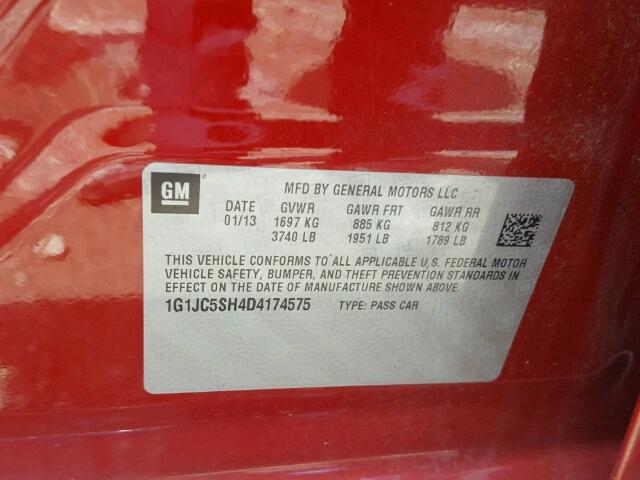 GM
MFD BY GENERAL MOTORS LLC
DATE GVWR GAWR FRT GAWR RR
01/13 1697 KG 885 KG 812 KG
3740 LB 1951 LB 1789 LB
THIS VEHICLE CONFORMS TO ALL APPLICABLE U.S. FEDERAL MOTOR
VEHICLE SAFETY, BUMPER, AND THEFT PREVENTION STANDARDS IN
EFFECT ON THE DATE OF MANUFACTURE SHOWN ABOVE.
1G1JC5SH4D4174575 TYPE: PASS CAR